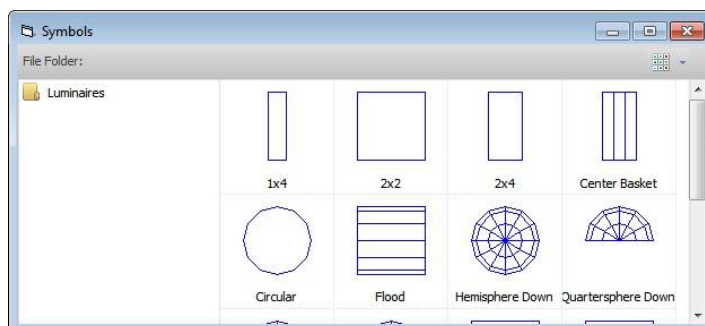 Symbols
File Folder:
Luminaires
1x4
2x2
2x4
Center Basket
Circular
Flood
Hemisphere Down
Quartersphere Down